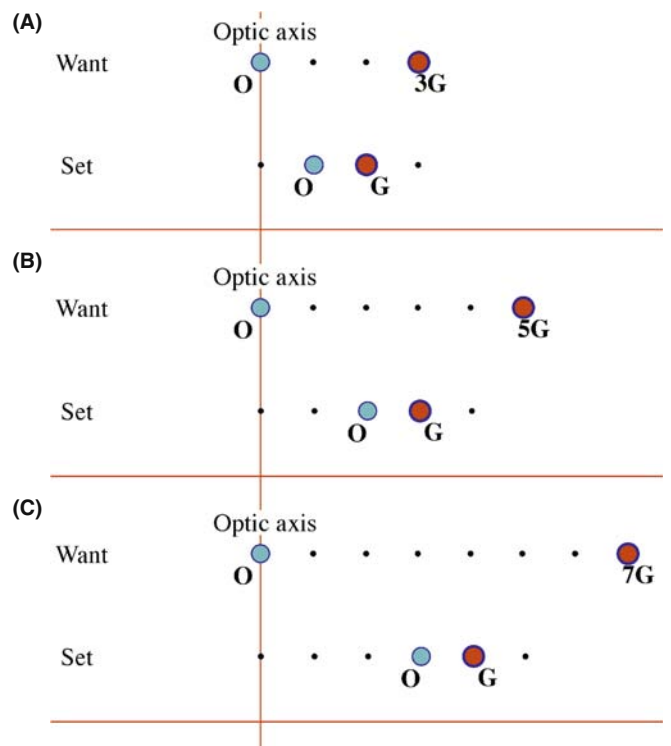 (A)
Optic axis
Want
O
3G
Set
O
G
(B)
Optic axis
Want
O
5G
Set
O
G
(C)
Optic axis
Want
O
7G
Set
O
G